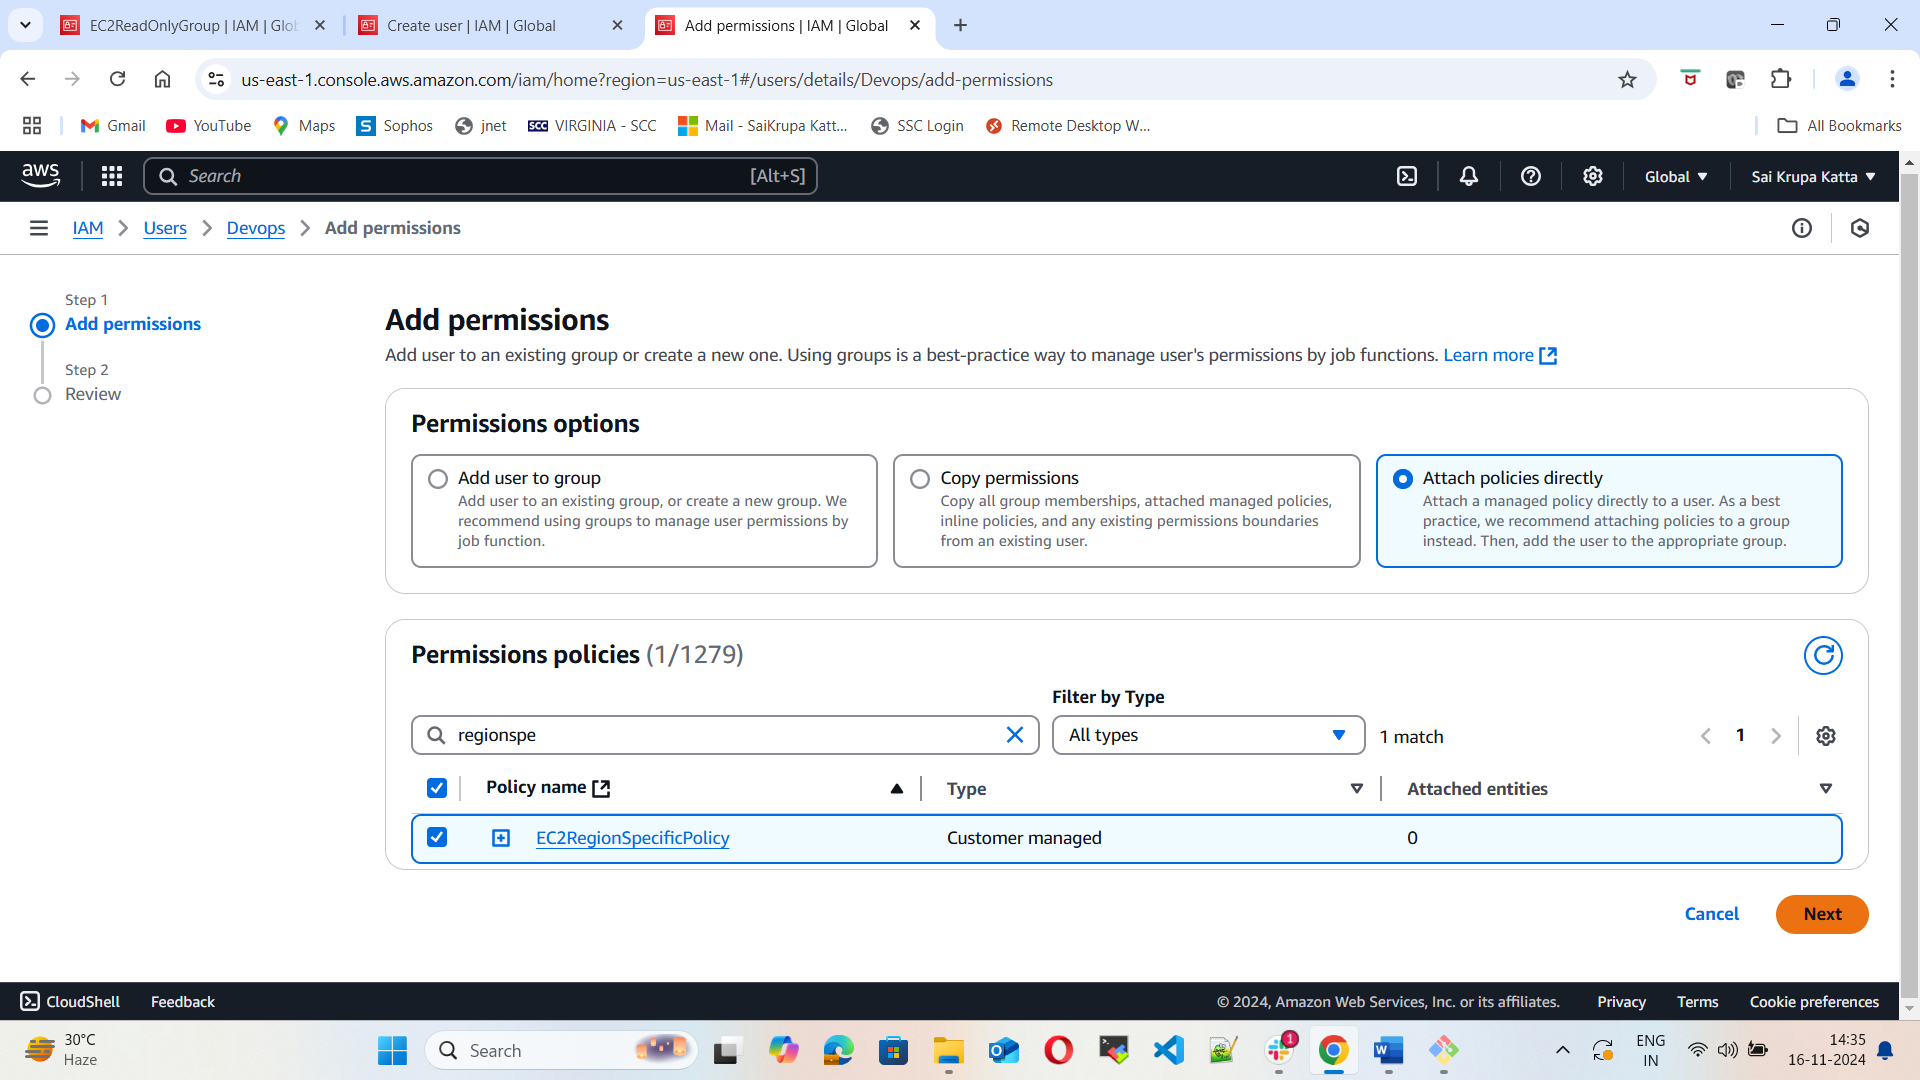 EC2ReadOnlyGroup | IAM | Glob
Create user | IAM | Global
Add permissions | IAM | Global
us-east-1.console.aws.amazon.com/iam/home?region=us-east-1#/users/details/Devops/add-permissions
Gmail
YouTube
Maps
Sophos
jnet
SCC VIRGINIA - SCC
Mail - SaiKrupa Katt...
SSC Login
Remote Desktop W...
All Bookmarks
aws
Search
[Alt+S]
Global
Sai Krupa Katta
IAM
Users
Devops
Add permissions
Step 1
Add permissions
Step 2
Review
Add permissions
Add user to an existing group or create a new one. Using groups is a best-practice way to manage user's permissions by job functions. Learn more
Permissions options
Add user to group
Add user to an existing group, or create a new group. We
recommend using groups to manage user permissions by
job function.
Copy permissions
Copy all group memberships, attached managed policies,
inline policies, and any existing permissions boundaries
from an existing user.
Attach policies directly
Attach a managed policy directly to a user. As a best
practice, we recommend attaching policies to a group
instead. Then, add the user to the appropriate group.
Permissions policies (1/1279)
Filter by Type
regionspe
All types
1 match
1
Policy name
Type
Attached entities
EC2RegionSpecificPolicy
Customer managed
0
Cancel
Next
CloudShell
Feedback
© 2024, Amazon Web Services, Inc. or its affiliates.
Privacy
Terms
Cookie preferences
30°C
Haze
Search
1
ENG
IN
14:35
16-11-2024